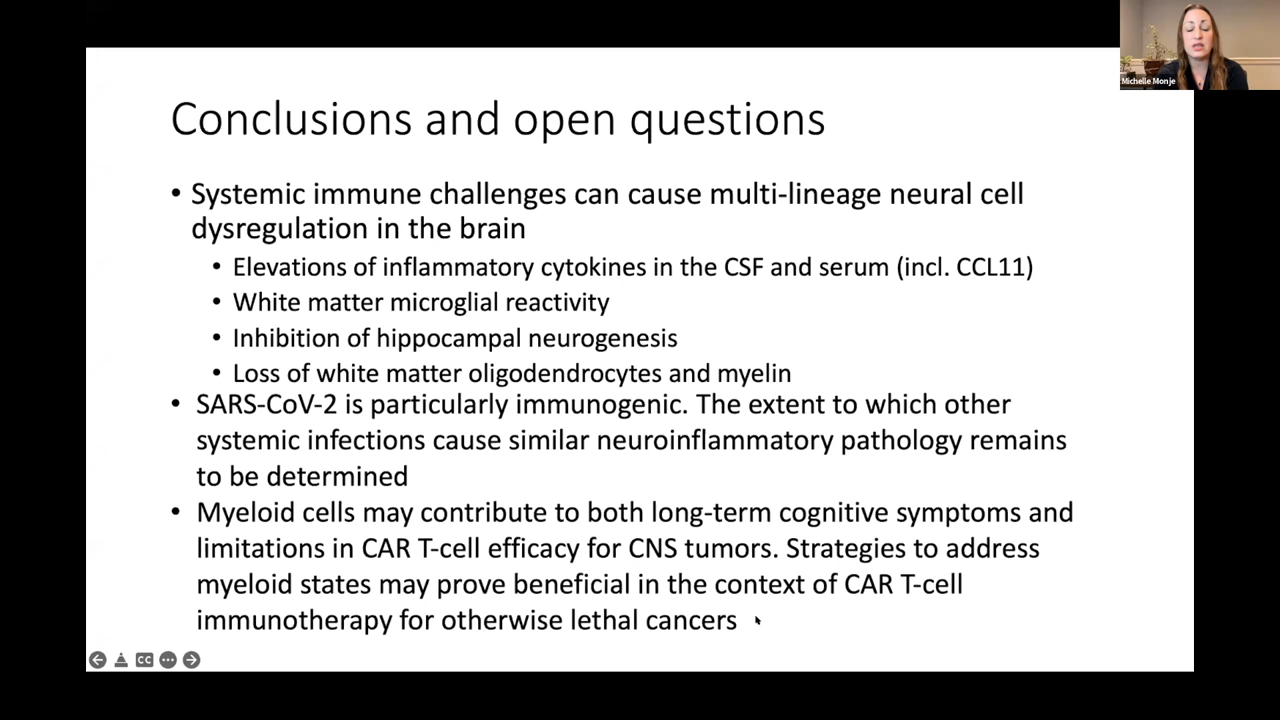 Michelle Monje
Conclusions and open questions
• Systemic immune challenges can cause multi-lineage neural cell
dysregulation in the brain
• Elevations of inflammatory cytokines in the CSF and serum (incl. CCL11)
• White matter microglial reactivity
• Inhibition of hippocampal neurogenesis
• Loss of white matter oligodendrocytes and myelin
• SARS-CoV-2 is particularly immunogenic. The extent to which other
systemic infections cause similar neuroinflammatory pathology remains
to be determined
• Myeloid cells may contribute to both long-term cognitive symptoms and
limitations in CAR T-cell efficacy for CNS tumors. Strategies to address
myeloid states may prove beneficial in the context of CAR T-cell
immunotherapy for otherwise lethal cancers
CC